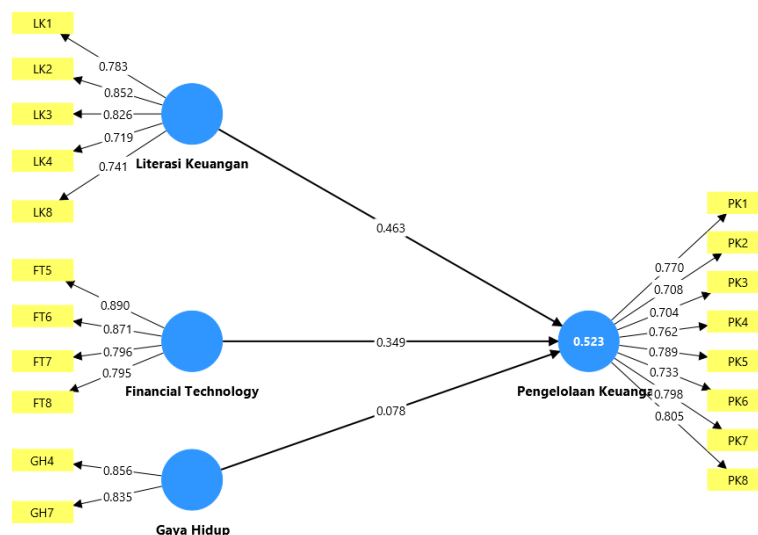 LK1
LK2
LK3
LK4
LK8
0.783
0.852
0.826
0.719
0.741
Literasi Keuangan
0.463
FT5
FT6
FT7
FT8
0.890
0.871
0.796
0.795
Financial Technology
0.349
GH4
GH7
0.856
0.835
Gaya Hidup
0.078
0.523
Pengelolaan Keuanga
0.770
0.708
0.704
0.762
0.789
0.733
0.798
0.805
PK1
PK2
PK3
PK4
PK5
PK6
PK7
PK8